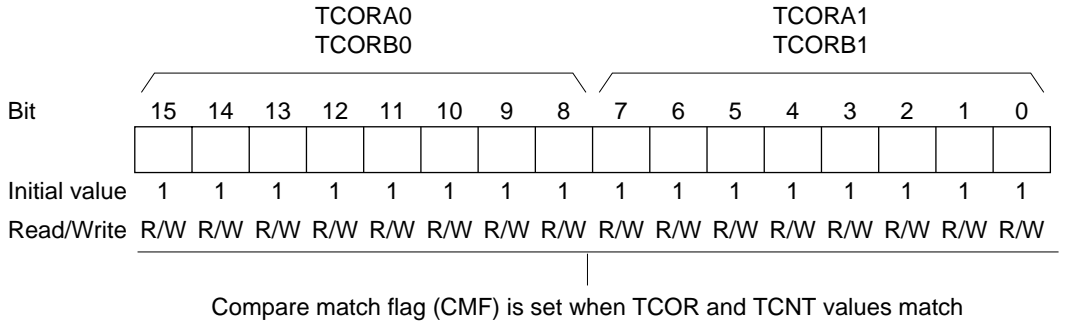 TCORA0 TCORA1
TCORB0 TCORB1
Bit 15 14 13 12 11 10 9 8 7 6 5 4 3 2 1 0
Initial value 1 1 1 1 1 1 1 1 1 1 1 1 1 1 1 1
Read/Write R/W R/W R/W R/W R/W R/W R/W R/W R/W R/W R/W R/W R/W R/W R/W R/W
Compare match flag (CMF) is set when TCOR and TCNT values match